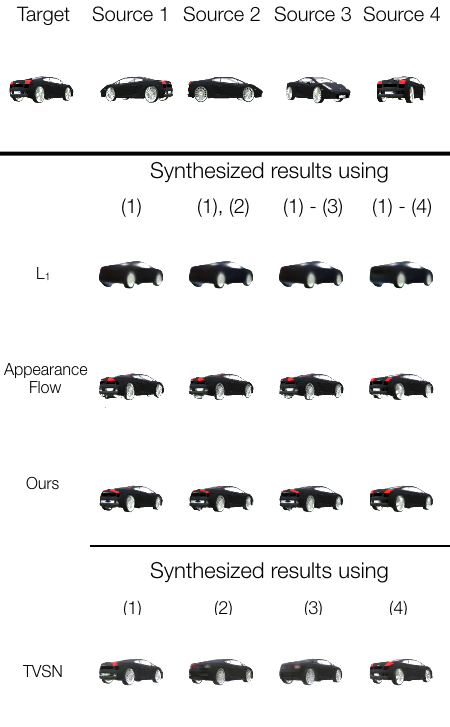 Target Source 1 Source 2 Source 3 Source 4
Synthesized results using
(1) (1), (2) (1) - (3) (1) - (4)
L₁
Appearance
Flow
Ours
Synthesized results using
(1) (2) (3) (4)
TVSN